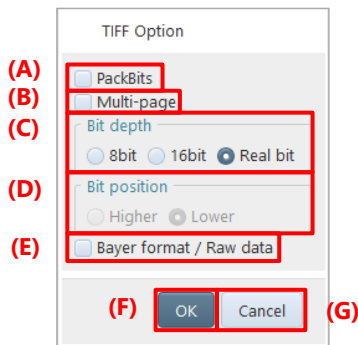 TIFF Option
(A) PackBits
(B) Multi-page
(C) Bit depth
8bit 16bit Real bit
(D) Bit position
Higher Lower
(E) Bayer format / Raw data
(F) OK Cancel (G)